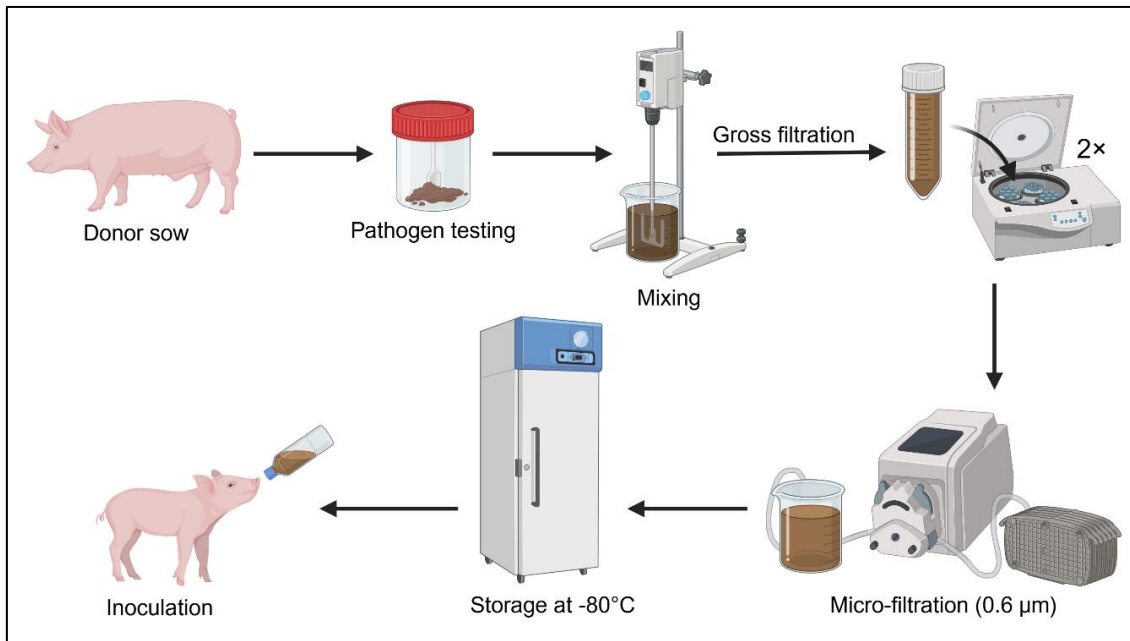 Donor sow
Pathogen testing
Mixing
Gross filtration
2×
Micro-filtration (0.6 µm)
Storage at -80°C
Inoculation